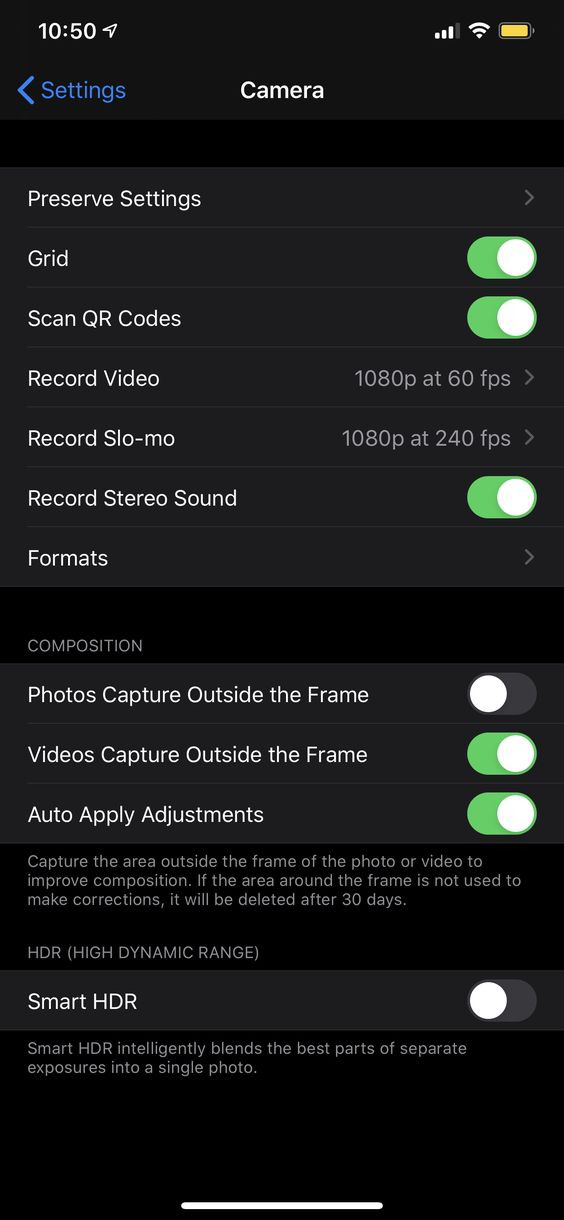 10:50
Settings
Camera
Preserve Settings
Grid
Scan QR Codes
Record Video 1080p at 60 fps
Record Slo-mo 1080p at 240 fps
Record Stereo Sound
Formats
COMPOSITION
Photos Capture Outside the Frame
Videos Capture Outside the Frame
Auto Apply Adjustments
Capture the area outside the frame of the photo or video to
improve composition. If the area around the frame is not used to
make corrections, it will be deleted after 30 days.
HDR (HIGH DYNAMIC RANGE)
Smart HDR
Smart HDR intelligently blends the best parts of separate
exposures into a single photo.